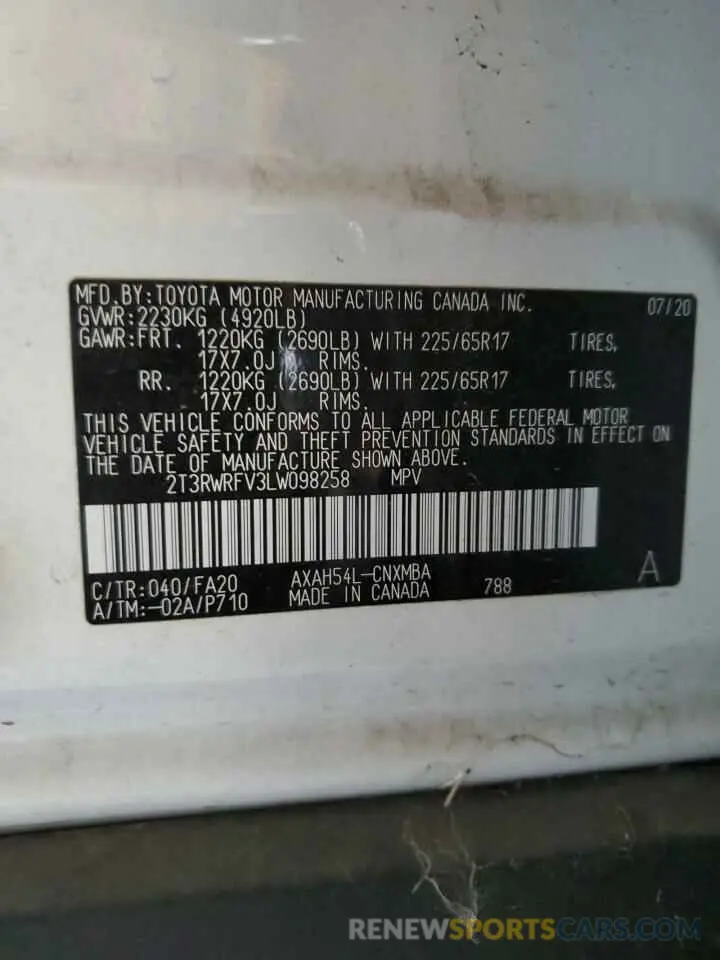 MFD.BY:TOYOTA MOTOR MANUFACTURING CANADA INC. 07/20
GVWR:2230KG (4920LB)
GAWR:FRT. 1220KG (2690LB) WITH 225/65R17 TIRES,
17X7.0J RIMS.
RR. 1220KG (2690LB) WITH 225/65R17 TIRES,
17X7.0J RIMS.
THIS VEHICLE CONFORMS TO ALL APPLICABLE FEDERAL MOTOR
VEHICLE SAFETY AND THEFT PREVENTION STANDARDS IN EFFECT ON
THE DATE OF MANUFACTURE SHOWN ABOVE.
2T3RWRFV3LW098258 MPV
C/TR:040/FA20 AXAH54L-CNXMBA A
A/TM:-02A/P710 MADE IN CANADA 788
RENEWSPORTSCARS.COM